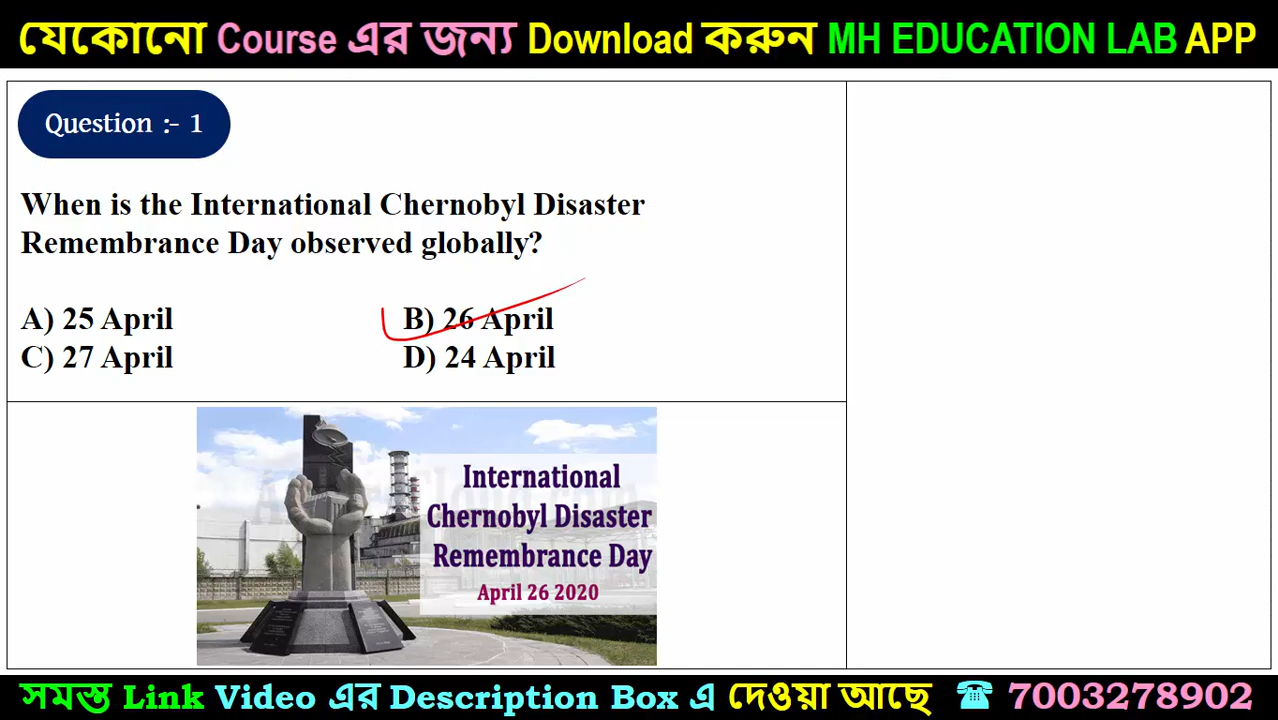 যেকোনো Course এর জন্য Download করুন MH EDUCATION LAB APP
Question :- 1
When is the International Chernobyl Disaster
Remembrance Day observed globally?
A) 25 April B) 26 April
C) 27 April D) 24 April
International
Chernobyl Disaster
Remembrance Day
April 26 2020
সমস্ত Link Video এর Description Box এ দেওয়া আছে ☎ 7003278902